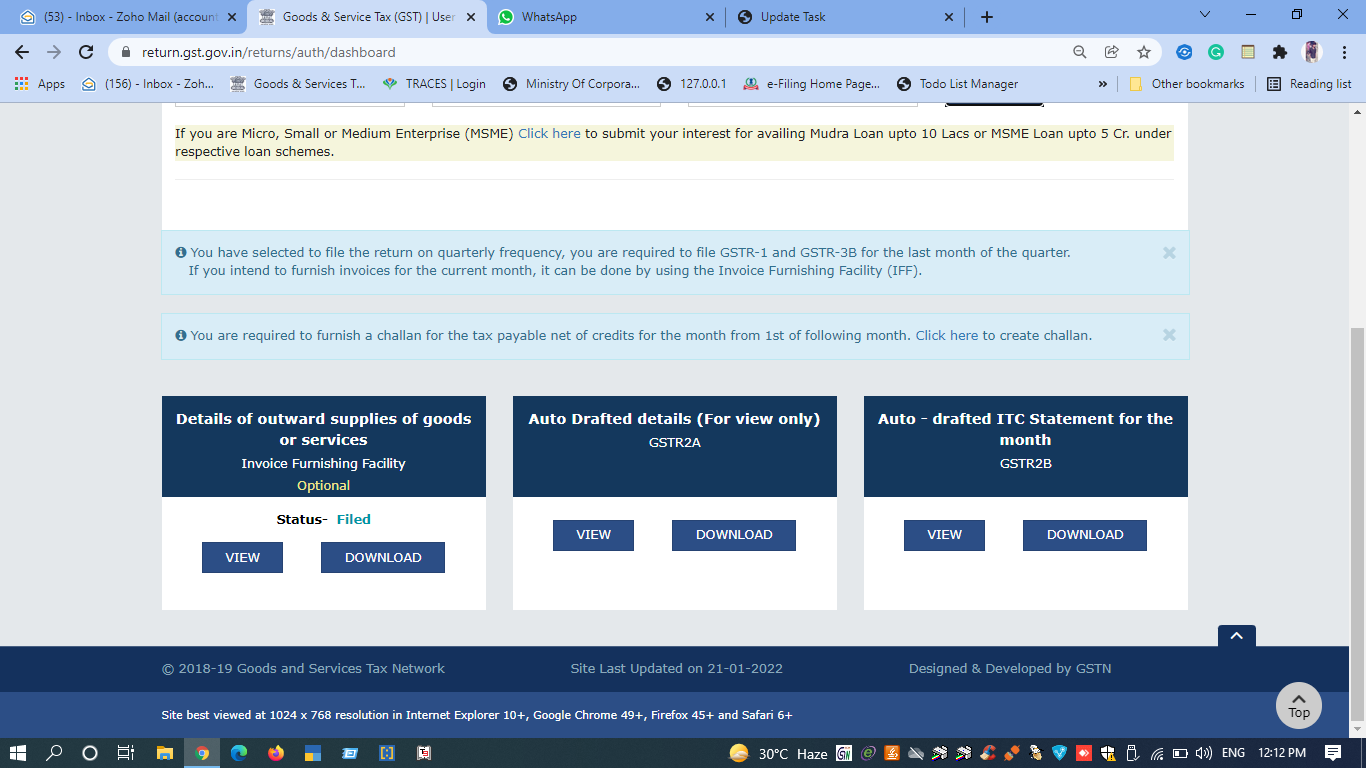 (53) - Inbox - Zoho Mail (account
Goods & Service Tax (GST) | User
WhatsApp
Update Task
return.gst.gov.in/returns/auth/dashboard
Apps
(156) - Inbox - Zoh...
Goods & Services T...
TRACES | Login
Ministry Of Corpora...
127.0.0.1
e-Filing Home Page...
Todo List Manager
»
Other bookmarks
Reading list
If you are Micro, Small or Medium Enterprise (MSME) Click here to submit your interest for availing Mudra Loan upto 10 Lacs or MSME Loan upto 5 Cr. under
respective loan schemes.
You have selected to file the return on quarterly frequency, you are required to file GSTR-1 and GSTR-3B for the last month of the quarter.
If you intend to furnish invoices for the current month, it can be done by using the Invoice Furnishing Facility (IFF).
You are required to furnish a challan for the tax payable net of credits for the month from 1st of following month. Click here to create challan.
Details of outward supplies of goods
or services
Invoice Furnishing Facility
Optional
Status- Filed
VIEW DOWNLOAD
Auto Drafted details (For view only)
GSTR2A
VIEW DOWNLOAD
Auto - drafted ITC Statement for the
month
GSTR2B
VIEW DOWNLOAD
© 2018-19 Goods and Services Tax Network
Site Last Updated on 21-01-2022
Designed & Developed by GSTN
Site best viewed at 1024 x 768 resolution in Internet Explorer 10+, Google Chrome 49+, Firefox 45+ and Safari 6+
Top
30°C Haze
ENG
12:12 PM